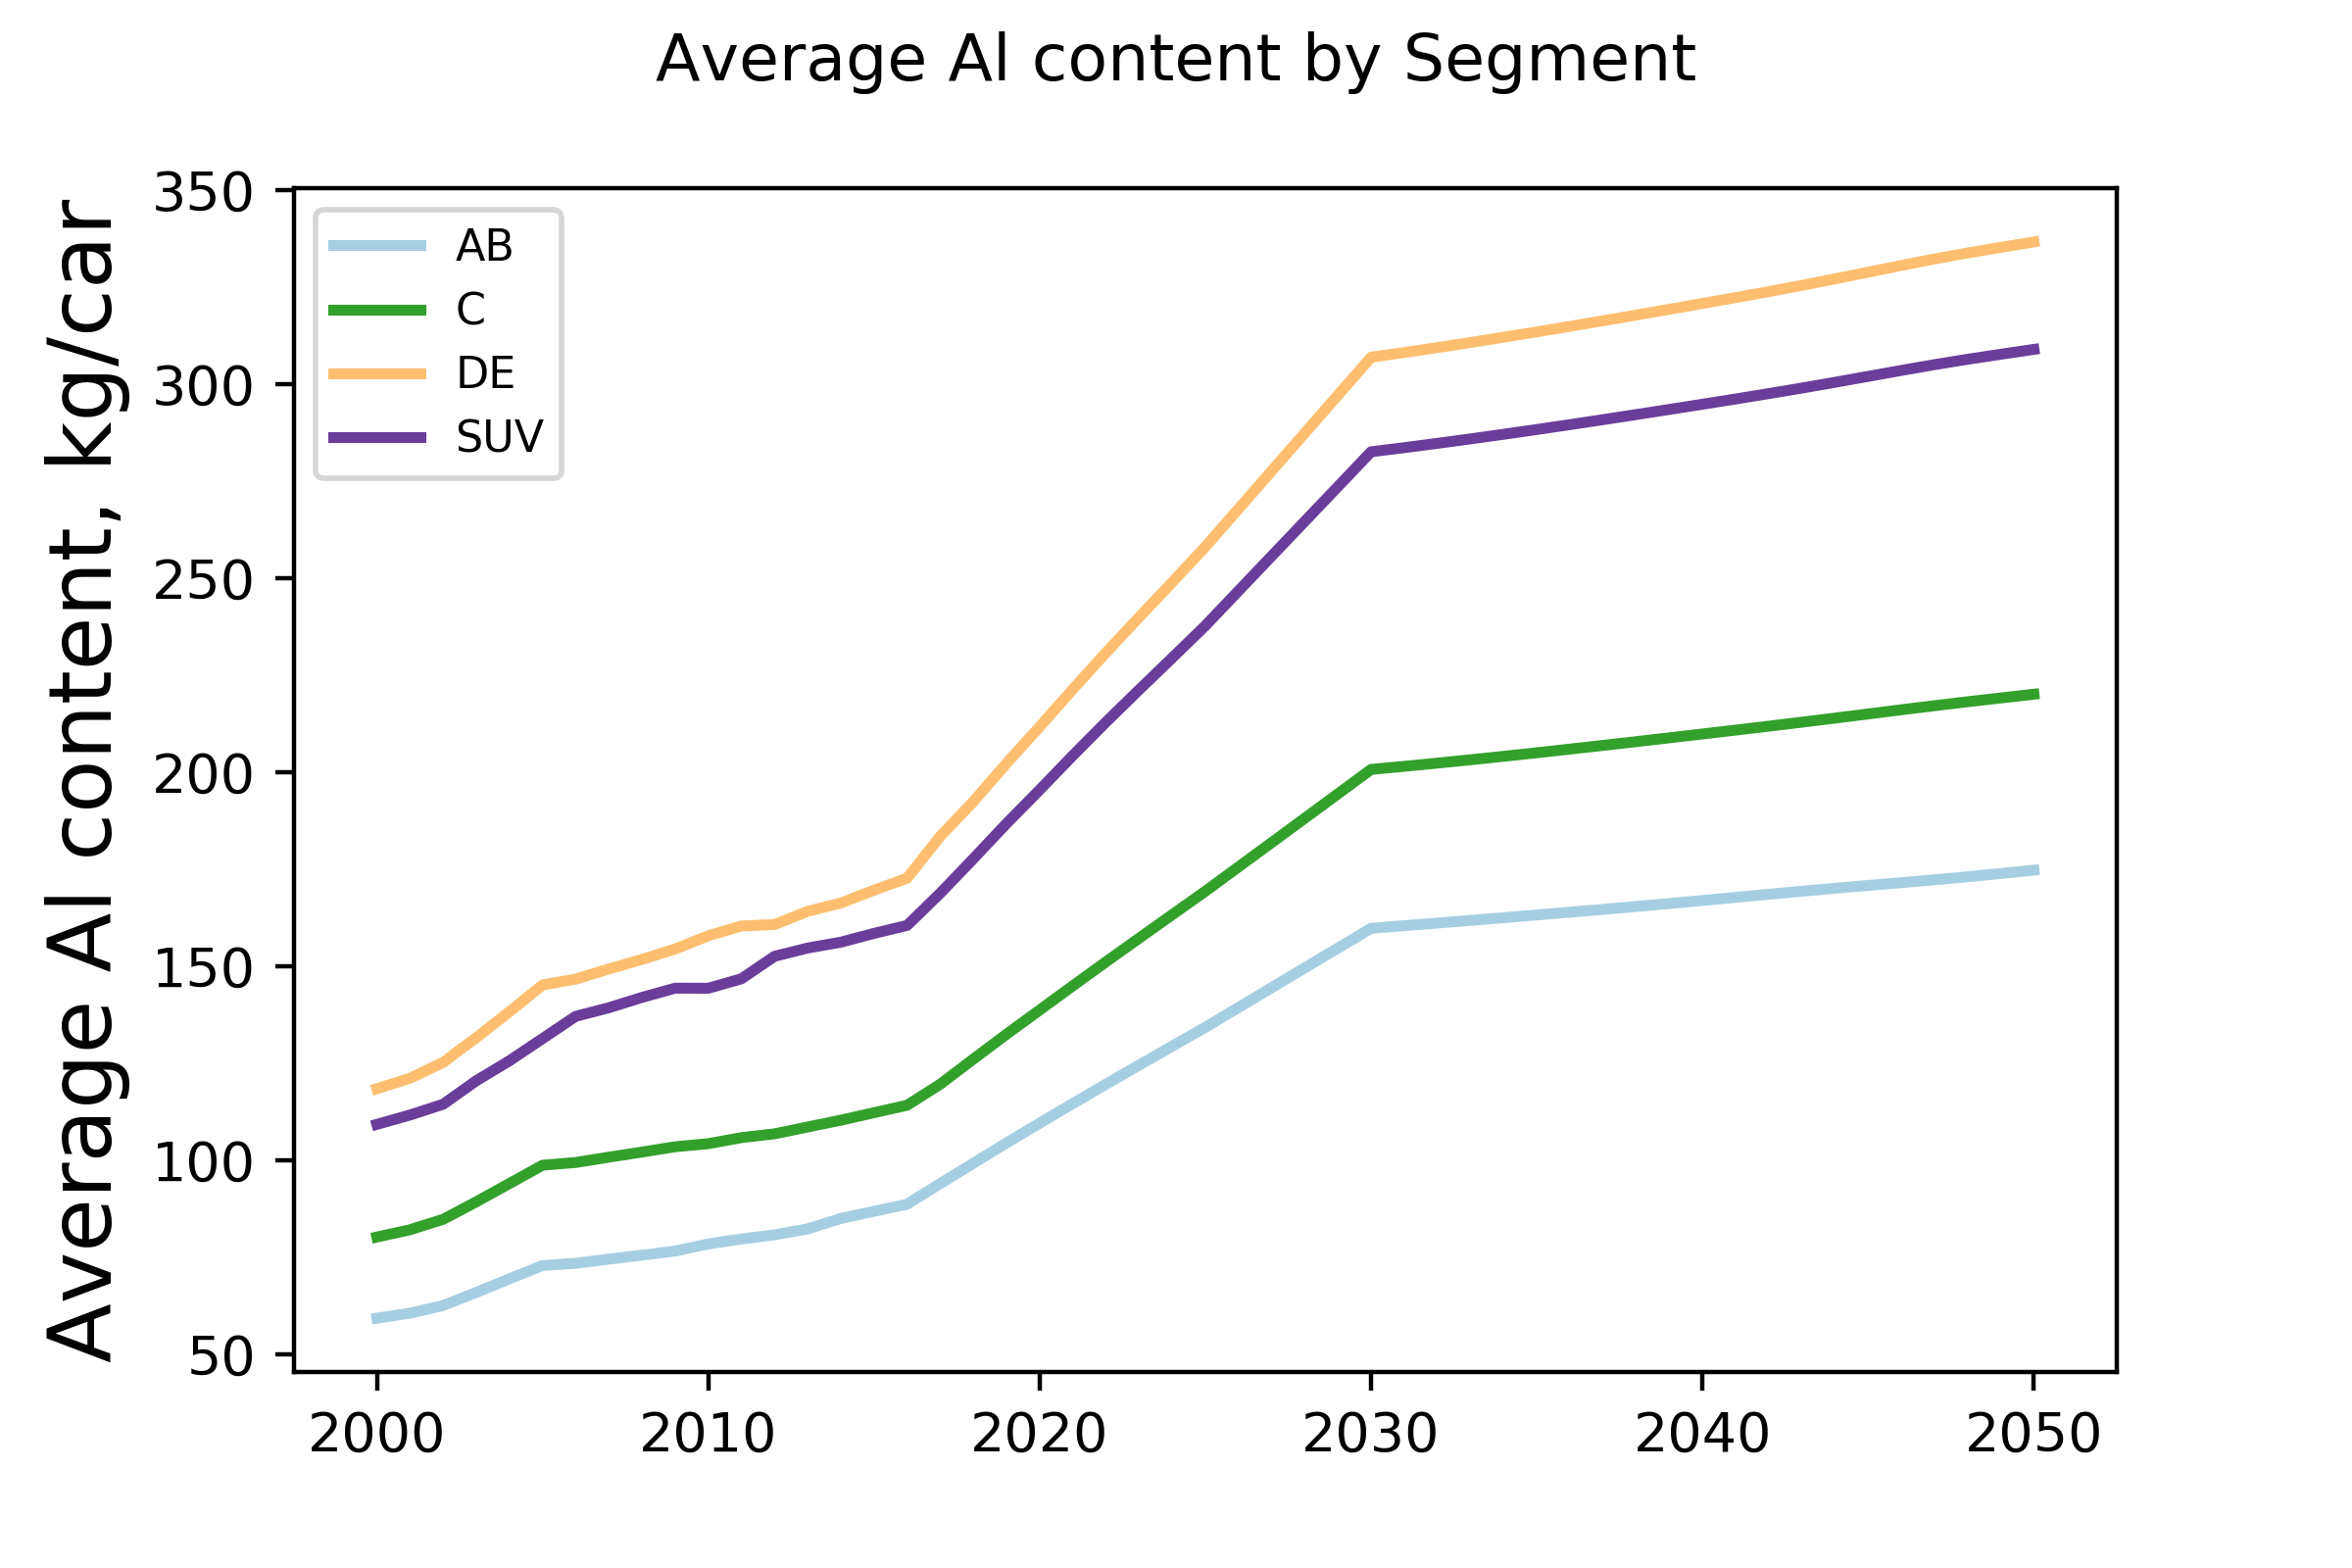 Average Al content by Segment
Average Al content, kg/car
350
300
250
200
150
100
50
AB
C
DE
SUV
2000 2010 2020 2030 2040 2050